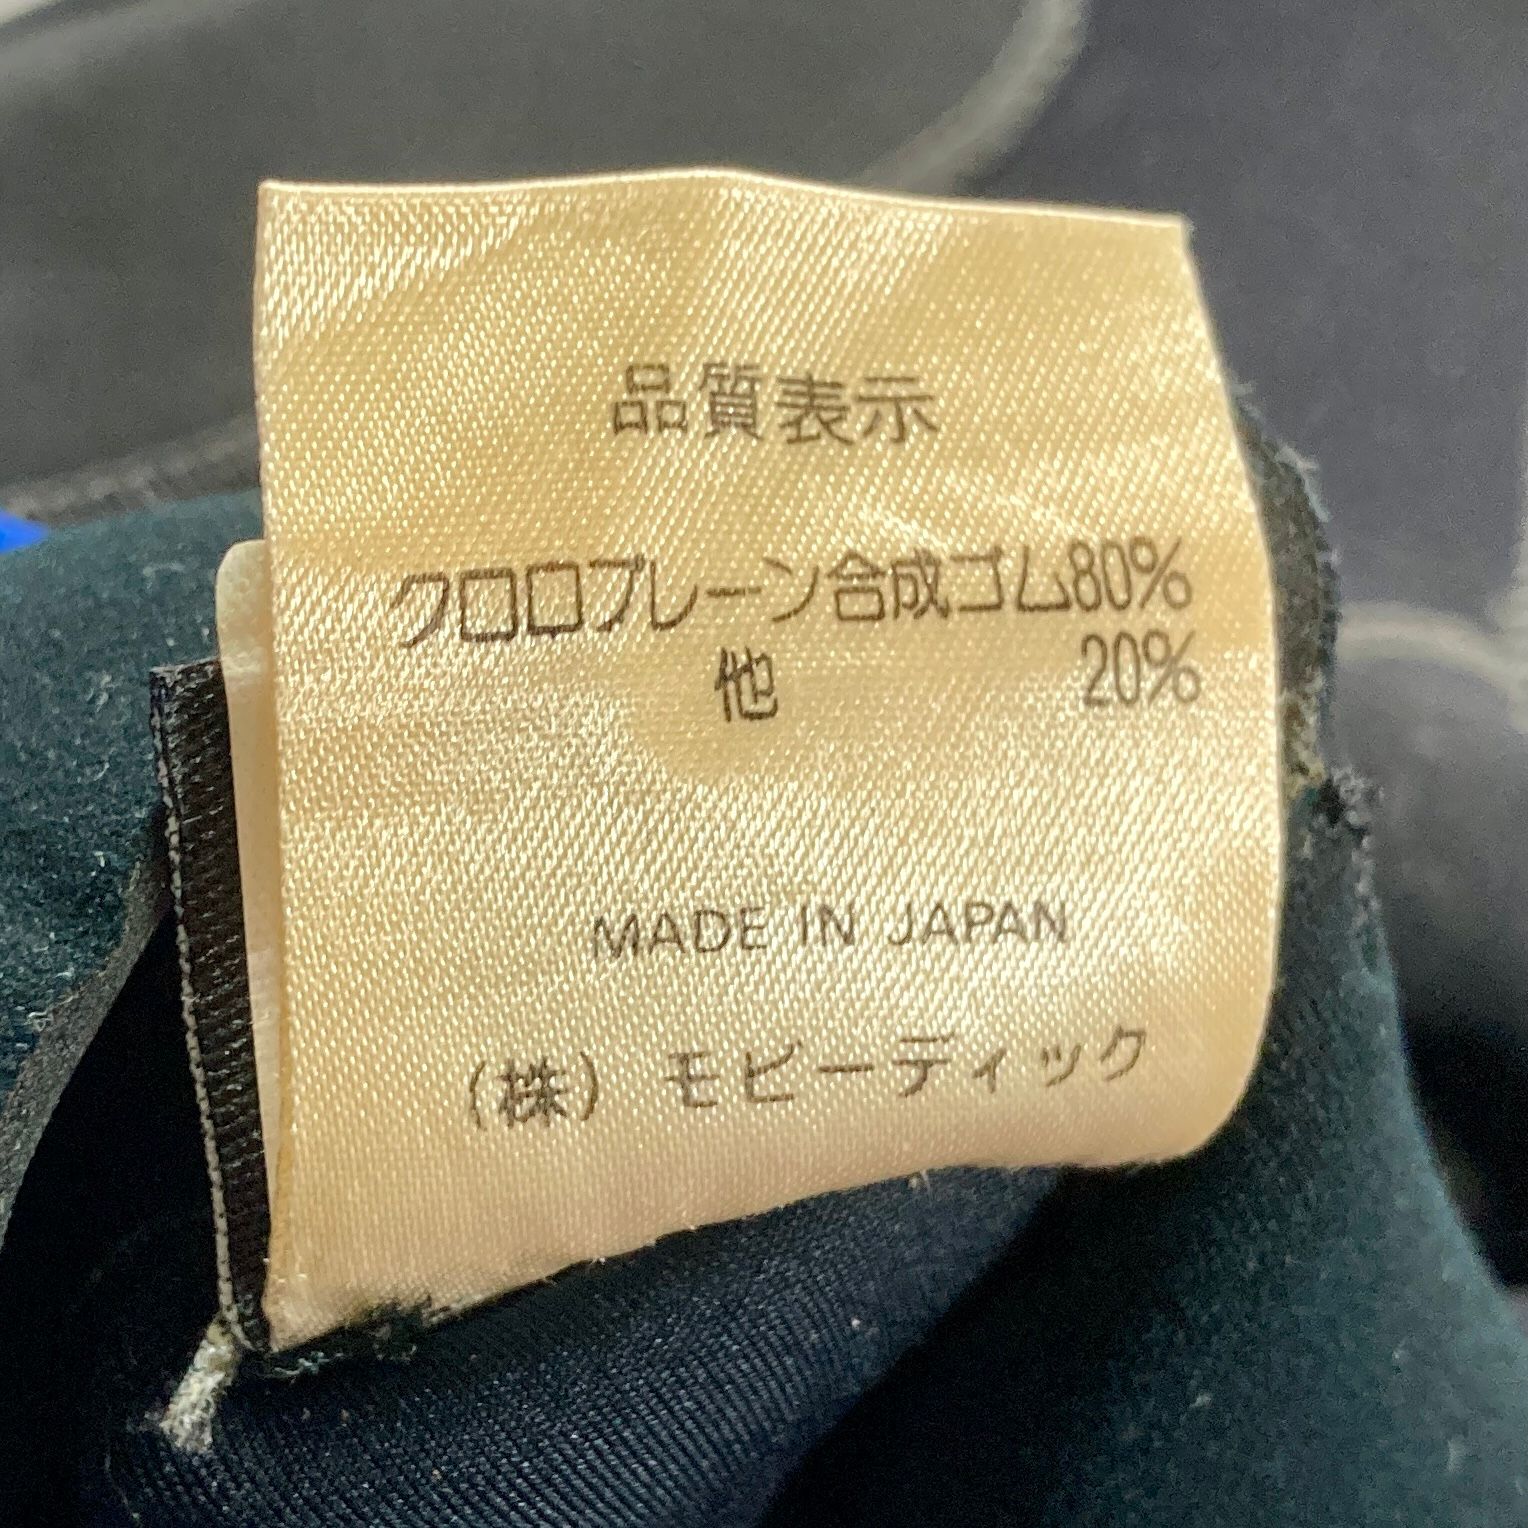 品質表示
クロロプレーン合成ゴム80%
他 20%
MADE IN JAPAN
(株) モビーディック